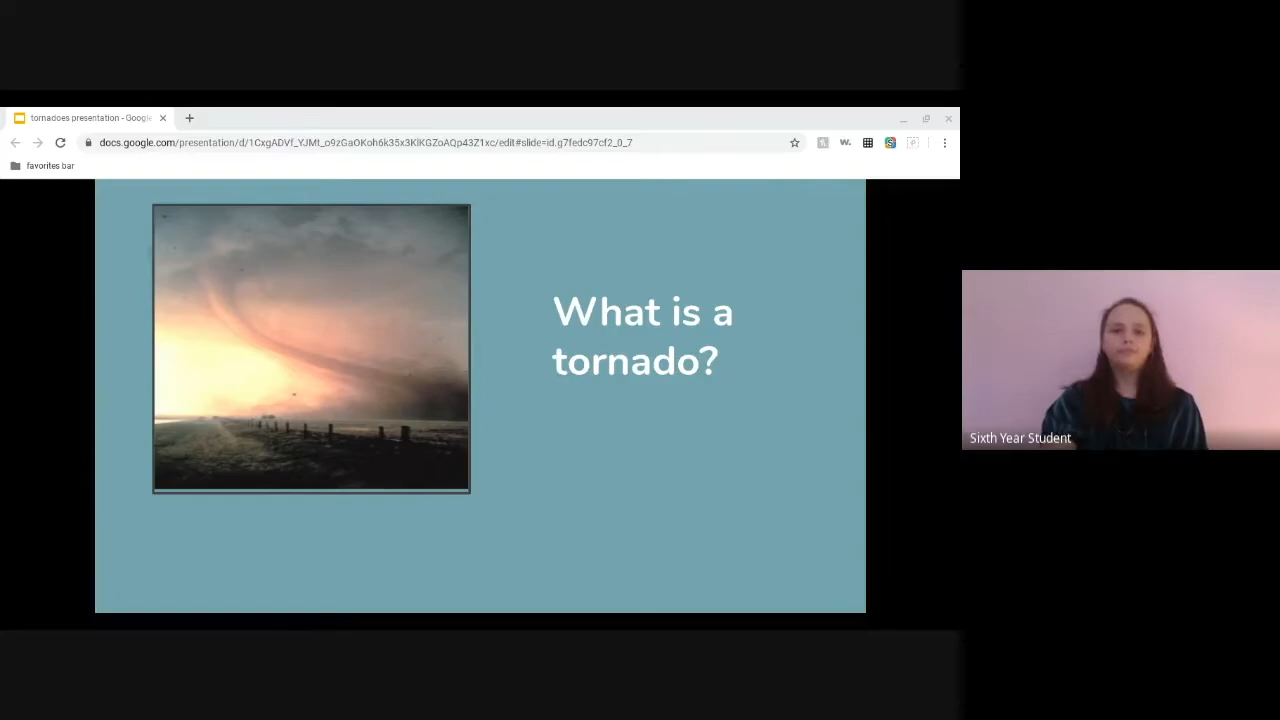 tornadoes presentation - Google
docs.google.com/presentation/d/1CxgADVf_YJMt_o9zGaOKoh6k35x3KlKGZoAQp43Z1xc/edit#slide=id.g7fedc97cf2_0_7
favorites bar
What is a
tornado?
Sixth Year Student